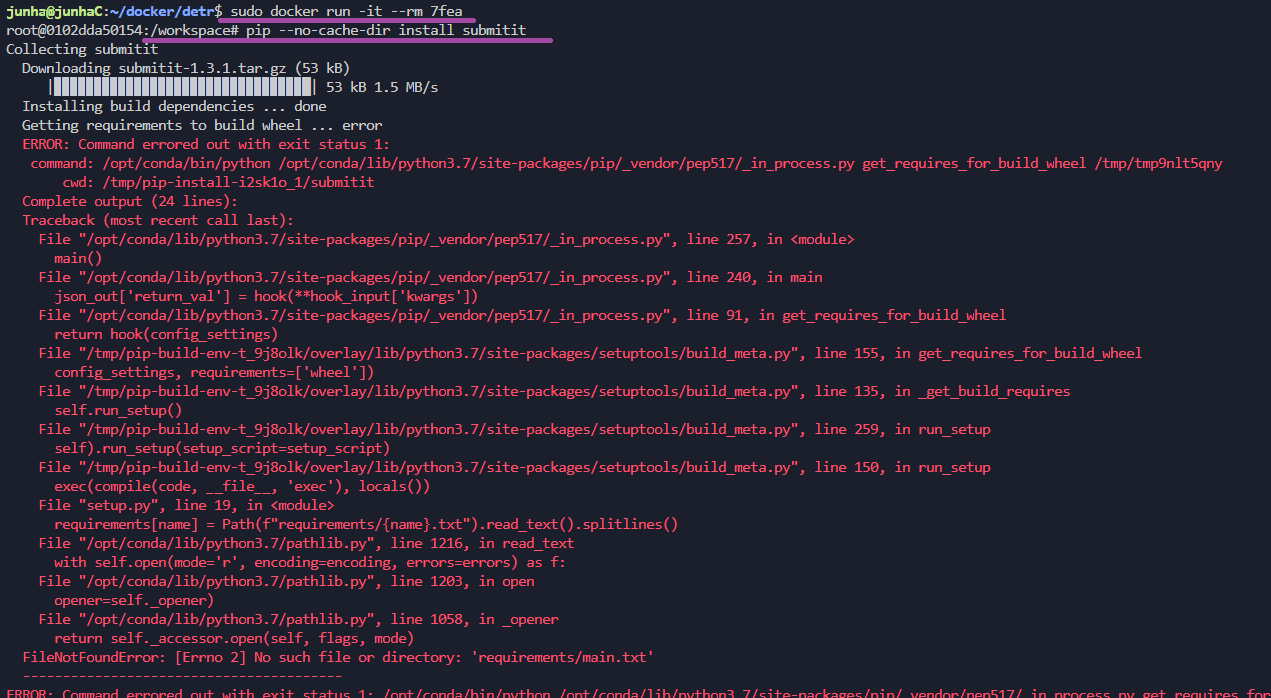 junha@junhaC:~/docker/detr$ sudo docker run -it --rm 7fea
root@0102dda50154:/workspace# pip --no-cache-dir install submitit
Collecting submitit
  Downloading submitit-1.3.1.tar.gz (53 kB)
     |████████████████████████████████| 53 kB 1.5 MB/s
  Installing build dependencies ... done
  Getting requirements to build wheel ... error
  ERROR: Command errored out with exit status 1:
   command: /opt/conda/bin/python /opt/conda/lib/python3.7/site-packages/pip/_vendor/pep517/_in_process.py get_requires_for_build_wheel /tmp/tmp9nlt5qny
       cwd: /tmp/pip-install-i2sk1o_1/submitit
  Complete output (24 lines):
  Traceback (most recent call last):
    File "/opt/conda/lib/python3.7/site-packages/pip/_vendor/pep517/_in_process.py", line 257, in <module>
      main()
    File "/opt/conda/lib/python3.7/site-packages/pip/_vendor/pep517/_in_process.py", line 240, in main
      json_out['return_val'] = hook(**hook_input['kwargs'])
    File "/opt/conda/lib/python3.7/site-packages/pip/_vendor/pep517/_in_process.py", line 91, in get_requires_for_build_wheel
      return hook(config_settings)
    File "/tmp/pip-build-env-t_9j8olk/overlay/lib/python3.7/site-packages/setuptools/build_meta.py", line 155, in get_requires_for_build_wheel
      config_settings, requirements=['wheel'])
    File "/tmp/pip-build-env-t_9j8olk/overlay/lib/python3.7/site-packages/setuptools/build_meta.py", line 135, in _get_build_requires
      self.run_setup()
    File "/tmp/pip-build-env-t_9j8olk/overlay/lib/python3.7/site-packages/setuptools/build_meta.py", line 259, in run_setup
      self).run_setup(setup_script=setup_script)
    File "/tmp/pip-build-env-t_9j8olk/overlay/lib/python3.7/site-packages/setuptools/build_meta.py", line 150, in run_setup
      exec(compile(code, __file__, 'exec'), locals())
    File "setup.py", line 19, in <module>
      requirements[name] = Path(f"requirements/{name}.txt").read_text().splitlines()
    File "/opt/conda/lib/python3.7/pathlib.py", line 1216, in read_text
      with self.open(mode='r', encoding=encoding, errors=errors) as f:
    File "/opt/conda/lib/python3.7/pathlib.py", line 1203, in open
      opener=self._opener)
    File "/opt/conda/lib/python3.7/pathlib.py", line 1058, in _opener
      return self._accessor.open(self, flags, mode)
  FileNotFoundError: [Errno 2] No such file or directory: 'requirements/main.txt'
  ----------------------------------------
ERROR: Command errored out with exit status 1: /opt/conda/bin/python /opt/conda/lib/python3.7/site-packages/pip/_vendor/pep517/_in_process.py get_requires_for